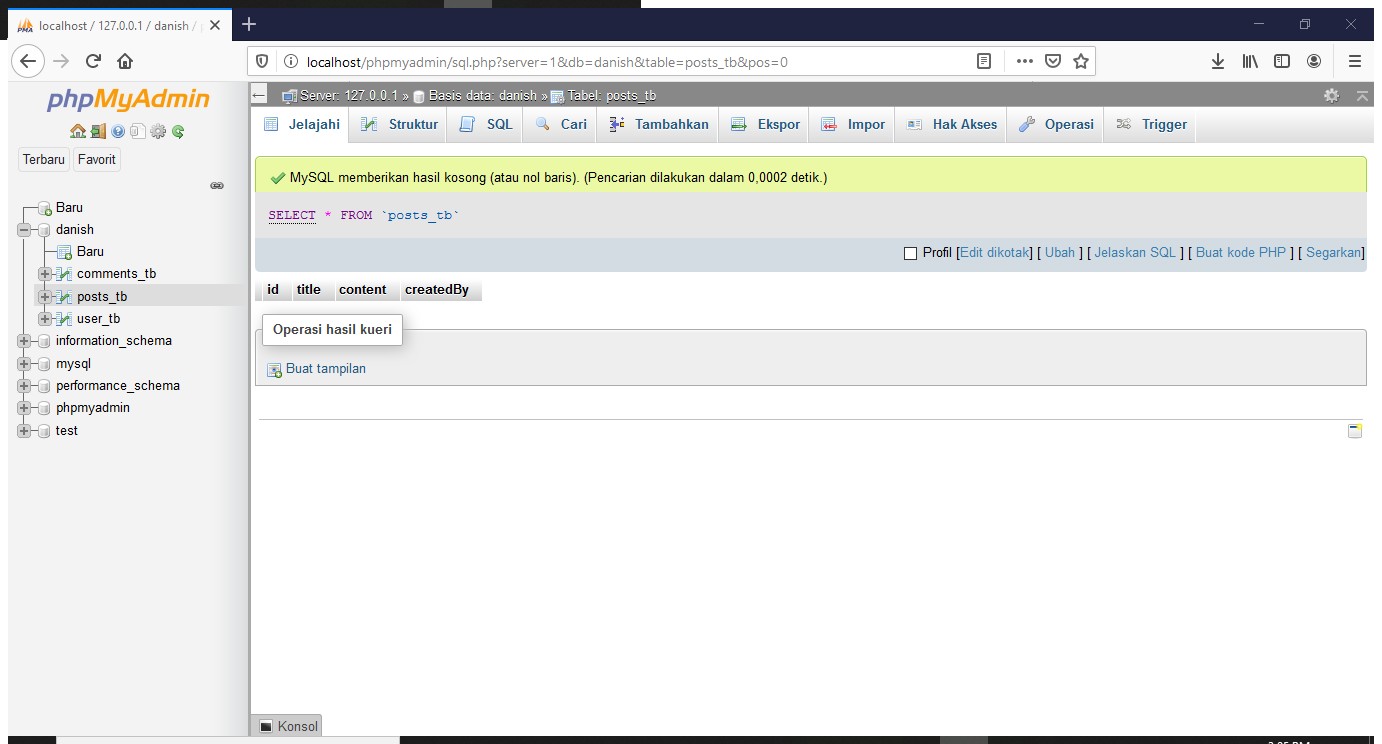 localhost / 127.0.0.1 / danish /
localhost/phpmyadmin/sql.php?server=1&db=danish&table=posts_tb&pos=0
phpMyAdmin
Terbaru Favorit
Baru
danish
Baru
comments_tb
posts_tb
user_tb
information_schema
mysql
performance_schema
phpmyadmin
test
Server: 127.0.0.1 » Basis data: danish » Tabel: posts_tb
Jelajahi Struktur SQL Cari Tambahkan Ekspor Impor Hak Akses Operasi Trigger
MySQL memberikan hasil kosong (atau nol baris). (Pencarian dilakukan dalam 0,0002 detik.)
SELECT * FROM `posts_tb`
Profil [Edit dikotak] [ Ubah ] [ Jelaskan SQL ] [ Buat kode PHP ] [ Segarkan]
id title content createdBy
Operasi hasil kueri
Buat tampilan
Konsol